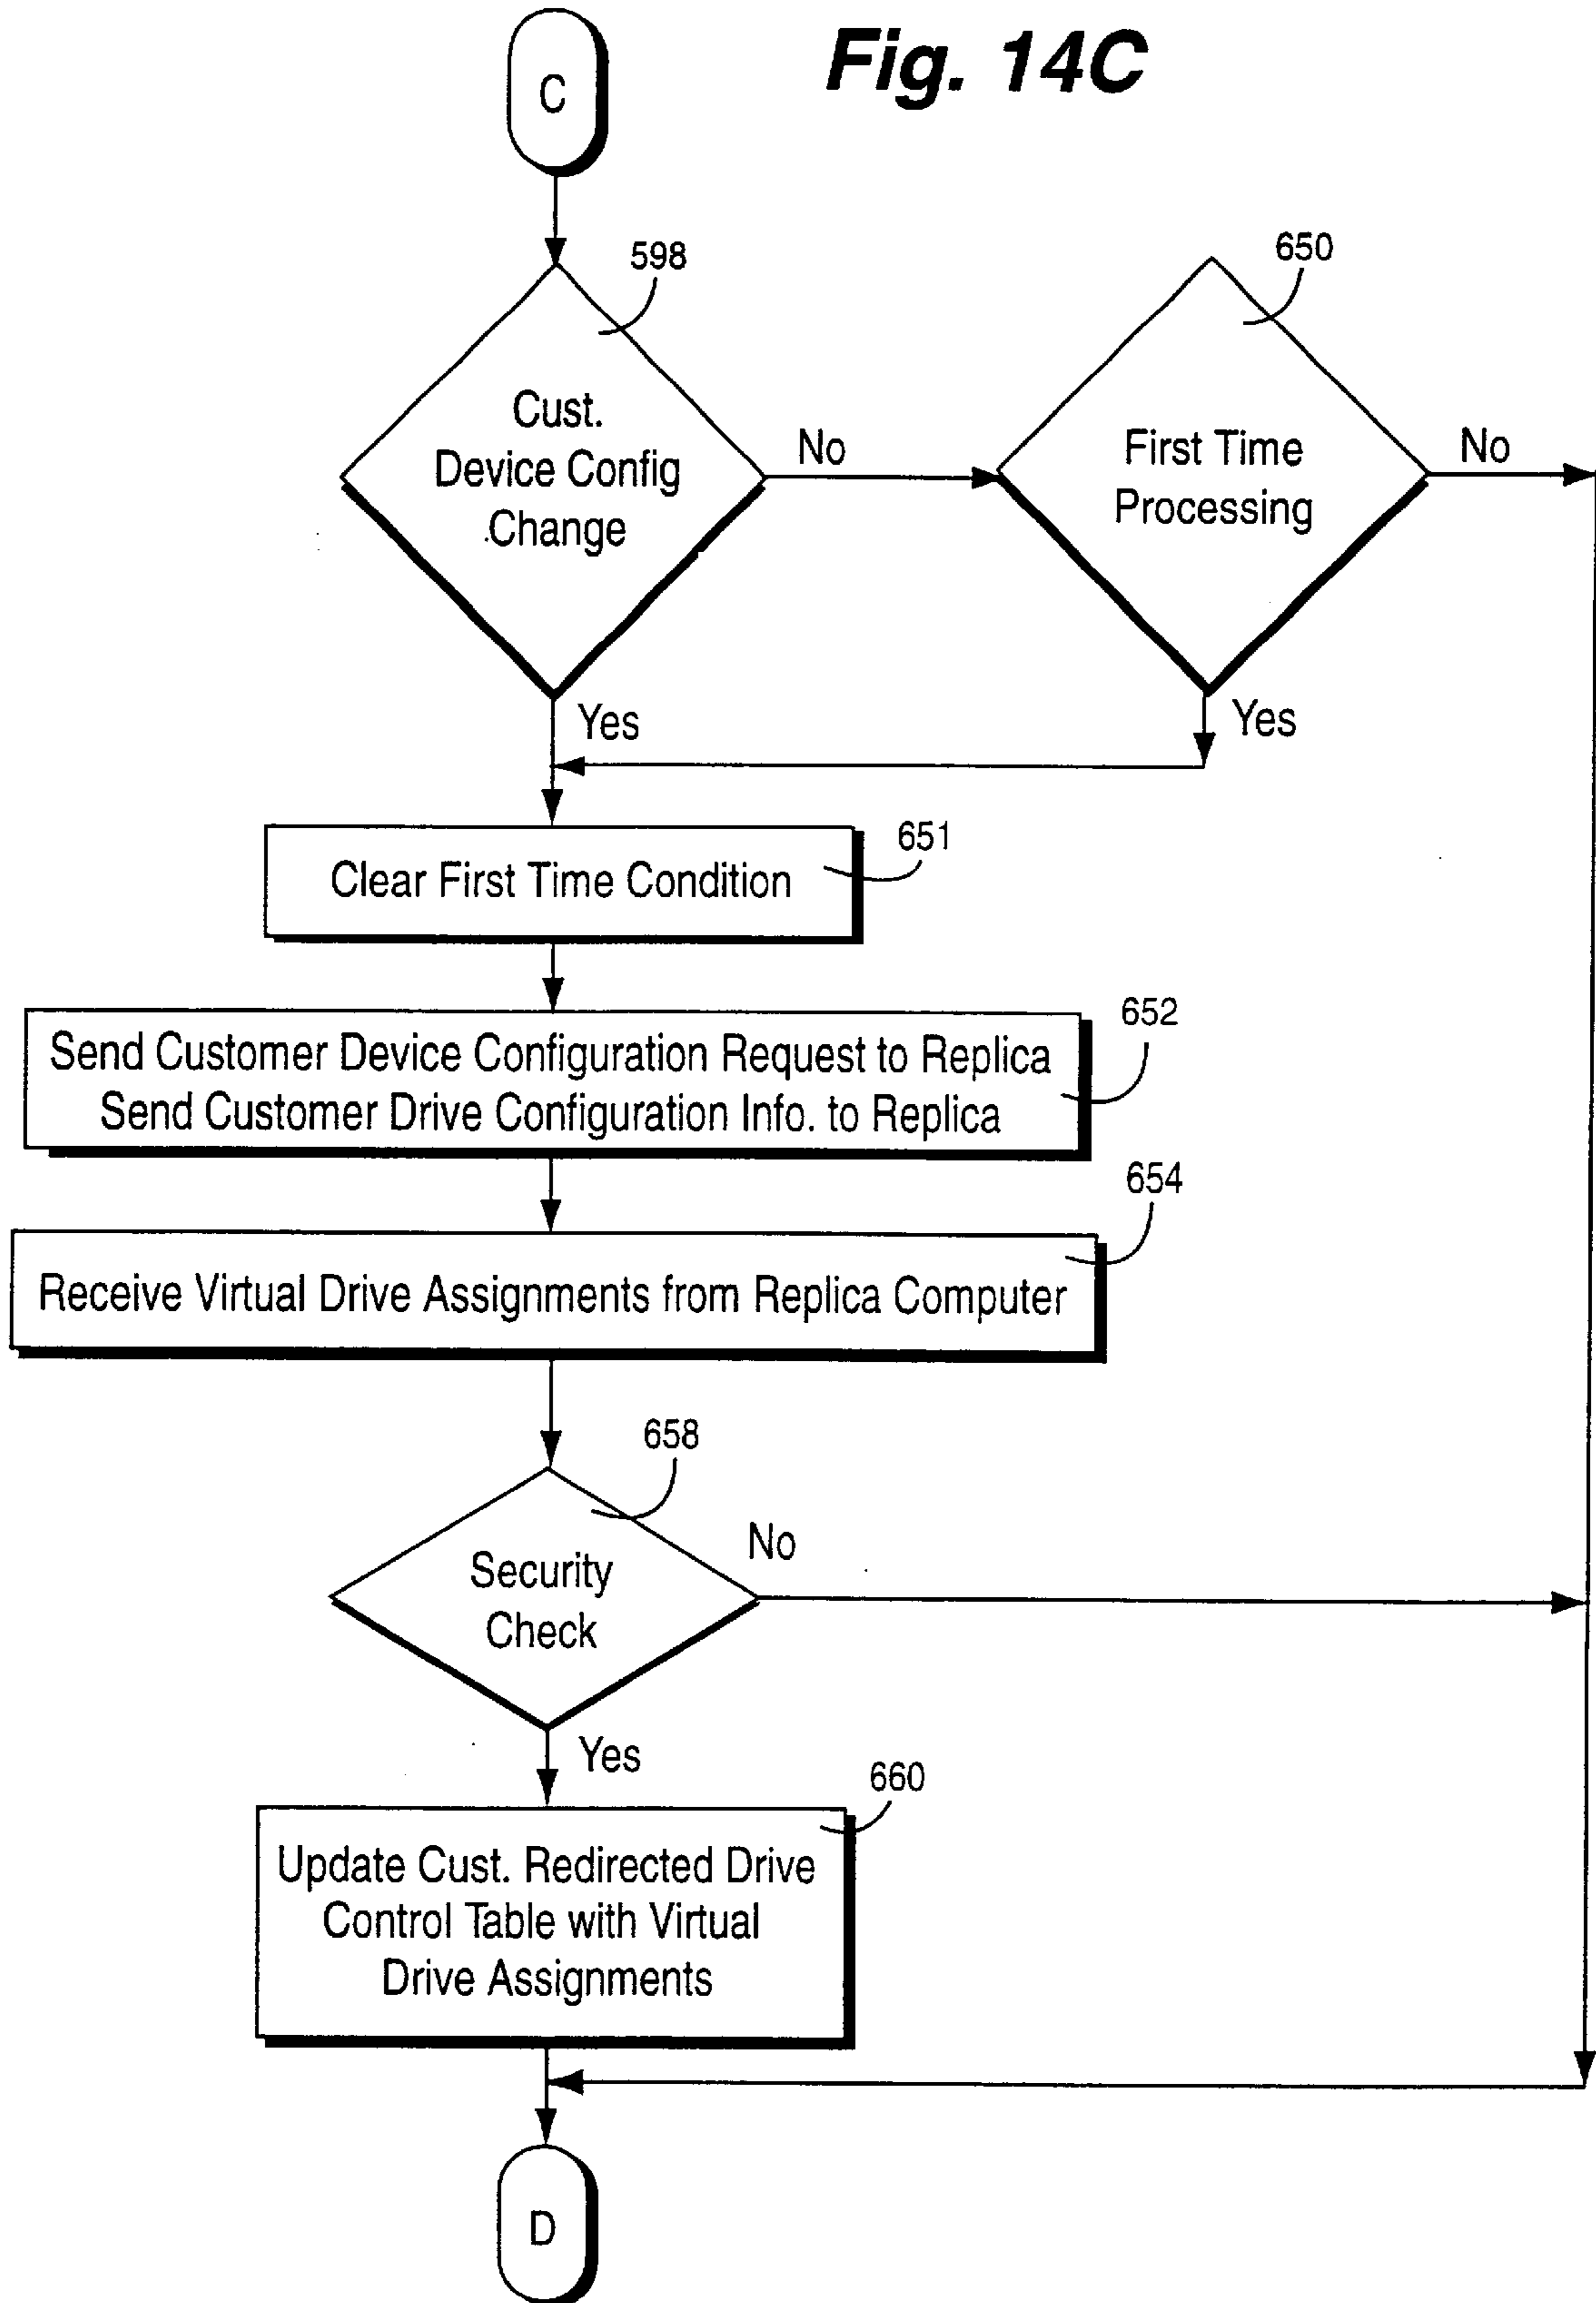 Fig. 14C
C
598
650
Cust.
Device Config
Change
No
First Time
Processing
No
Yes
Yes
651
Clear First Time Condition
652
Send Customer Device Configuration Request to Replica
Send Customer Drive Configuration Info. to Replica
654
Receive Virtual Drive Assignments from Replica Computer
658
Security
Check
No
Yes
660
Update Cust. Redirected Drive
Control Table with Virtual
Drive Assignments
D